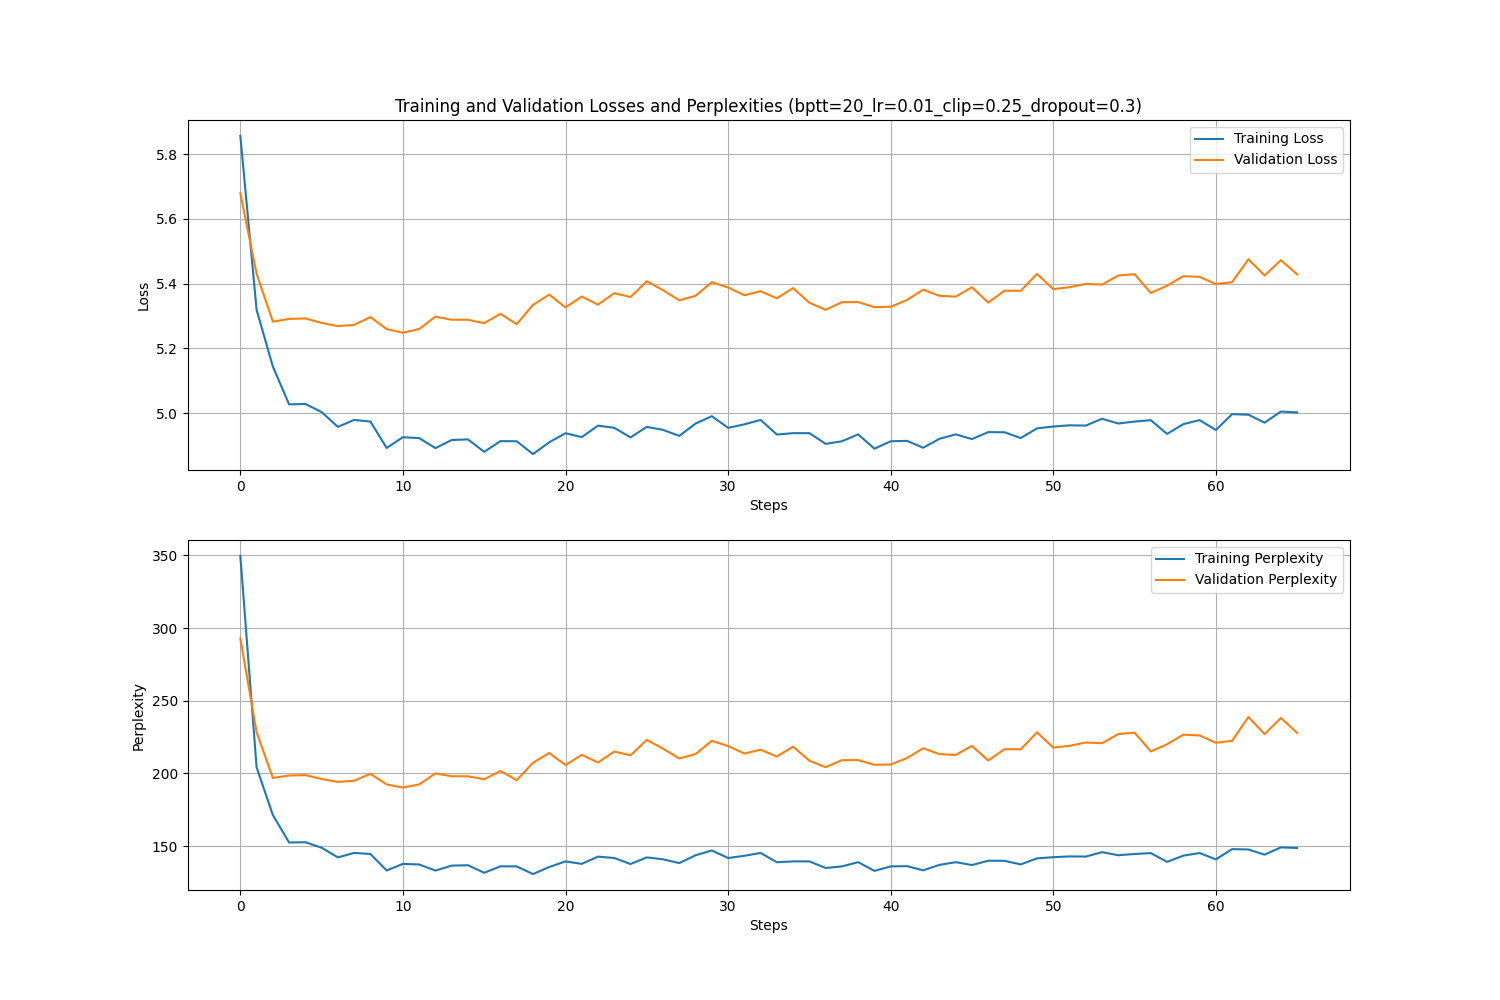 Training and Validation Losses and Perplexities (bptt=20_lr=0.01_clip=0.25_dropout=0.3)
Training Loss
Validation Loss
5.8
5.6
5.4
5.2
5.0
Loss
0 10 20 30 40 50 60
Steps
Training Perplexity
Validation Perplexity
350
300
250
200
150
Perplexity
0 10 20 30 40 50 60
Steps